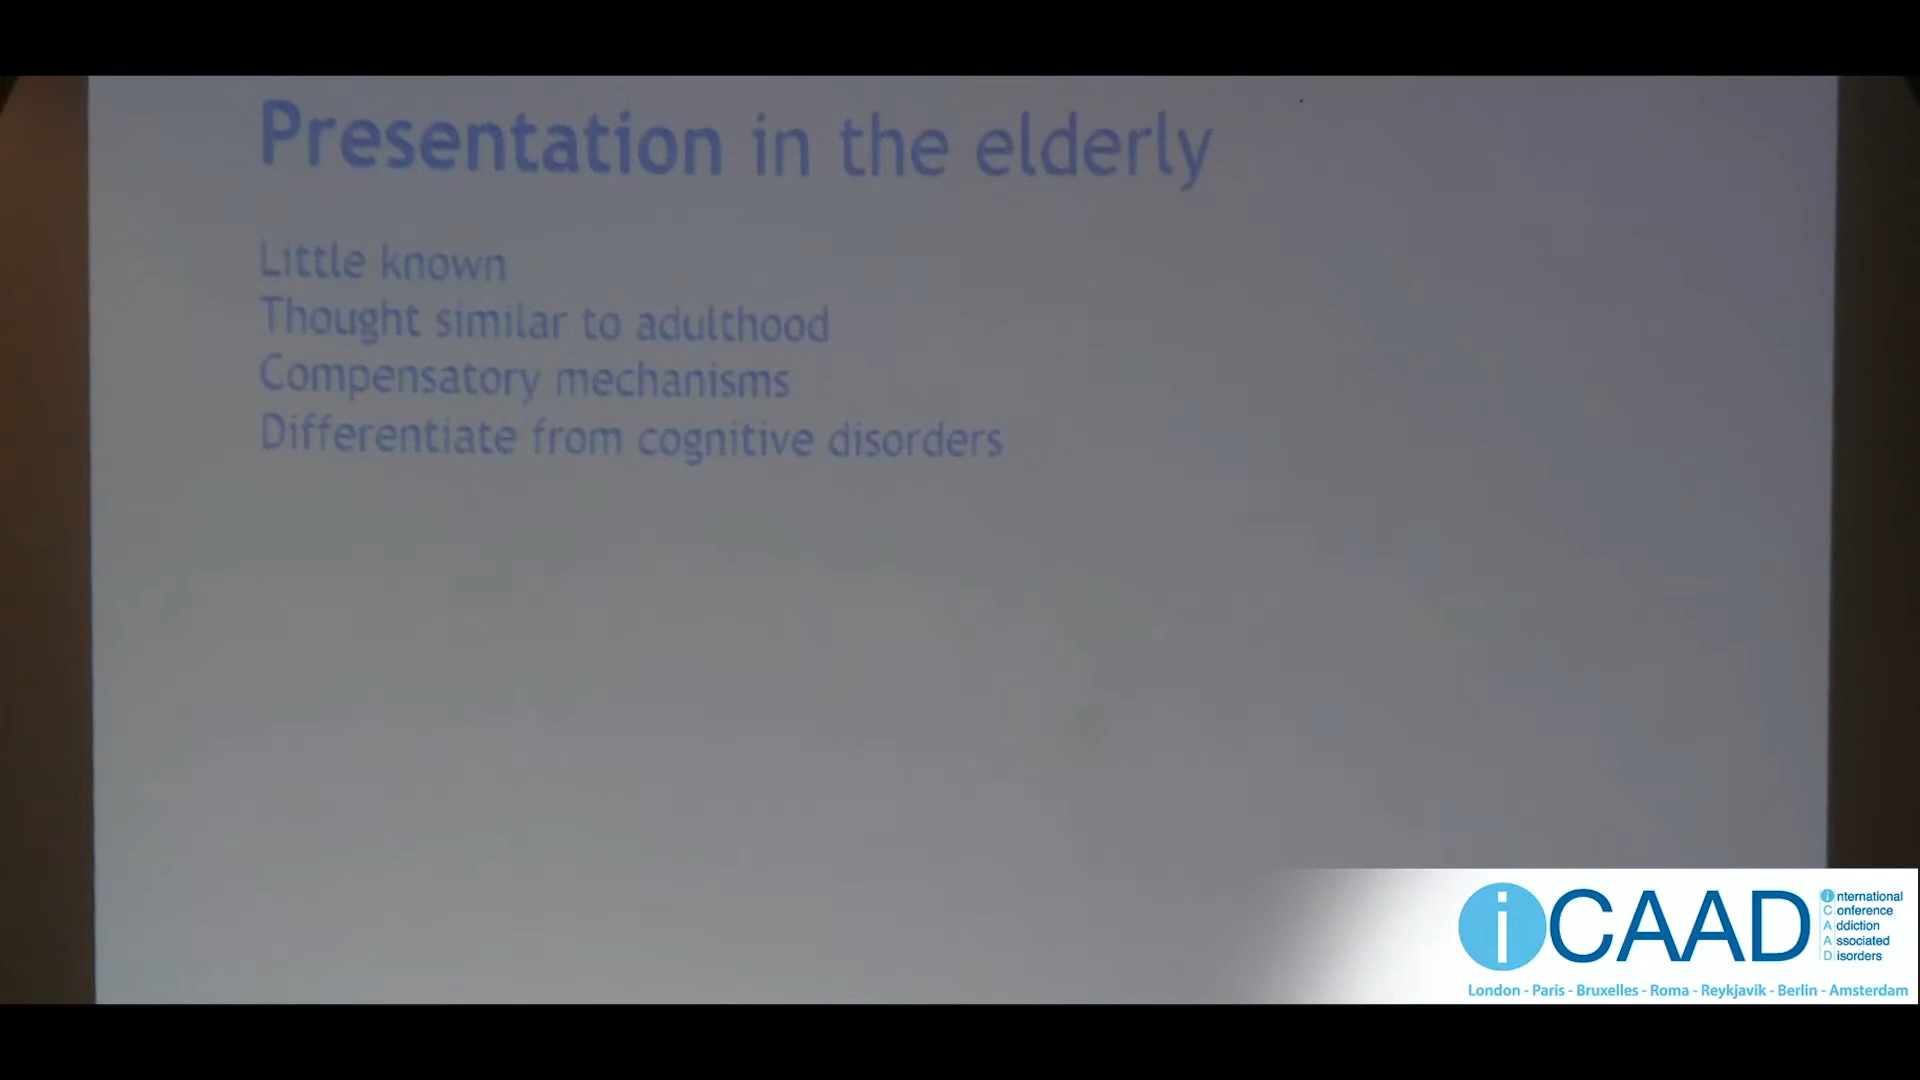 Presentation in the elderly
Little known
Thought similar to adulthood
Compensatory mechanisms
Differentiate from cognitive disorders
iCAAD
international
Conference
Addiction
Associated
Disorders
London - Paris - Bruxelles - Roma - Reykjavik - Berlin - Amsterdam